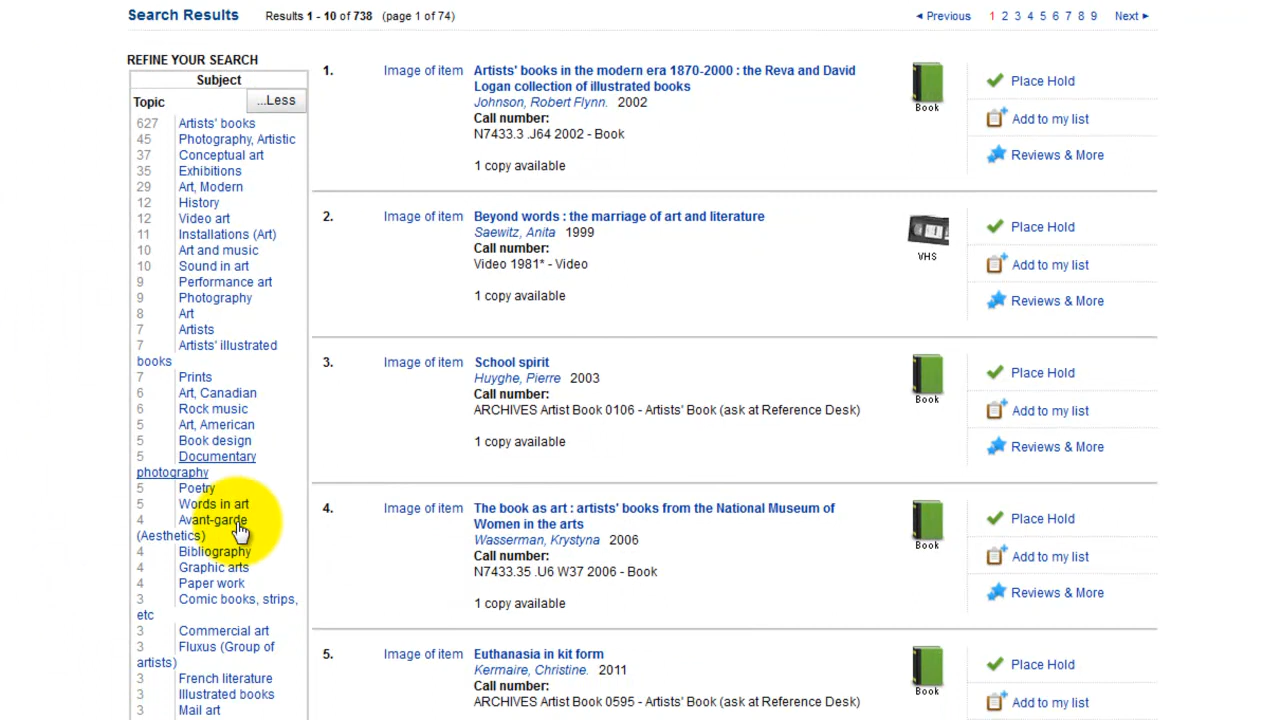 Search Results
Results 1 - 10 of 738 (page 1 of 74)
◄ Previous 1 2 3 4 5 6 7 8 9 Next ►
REFINE YOUR SEARCH
Subject
Topic
...Less
627 Artists' books
45 Photography, Artistic
37 Conceptual art
35 Exhibitions
29 Art, Modern
12 History
12 Video art
11 Installations (Art)
10 Art and music
10 Sound in art
9 Performance art
9 Photography
8 Art
7 Artists
7 Artists' illustrated
books
7 Prints
6 Art, Canadian
6 Rock music
5 Art, American
5 Book design
5 Documentary
photography
5 Poetry
5 Words in art
4 Avant-garde
(Aesthetics)
4 Bibliography
4 Graphic arts
4 Paper work
3 Comic books, strips,
etc
3 Commercial art
3 Fluxus (Group of
artists)
3 French literature
3 Illustrated books
3 Mail art
1.
Image of item
Artists' books in the modern era 1870-2000 : the Reva and David
Logan collection of illustrated books
Johnson, Robert Flynn. 2002
Call number:
N7433.3 .J64 2002 - Book
1 copy available
Book
Place Hold
Add to my list
Reviews & More
2.
Image of item
Beyond words : the marriage of art and literature
Saewitz, Anita 1999
Call number:
Video 1981* - Video
1 copy available
VHS
Place Hold
Add to my list
Reviews & More
3.
Image of item
School spirit
Huyghe, Pierre 2003
Call number:
ARCHIVES Artist Book 0106 - Artists' Book (ask at Reference Desk)
1 copy available
Book
Place Hold
Add to my list
Reviews & More
4.
Image of item
The book as art : artists' books from the National Museum of
Women in the arts
Wasserman, Krystyna 2006
Call number:
N7433.35 .U6 W37 2006 - Book
1 copy available
Book
Place Hold
Add to my list
Reviews & More
5.
Image of item
Euthanasia in kit form
Kermaire, Christine. 2011
Call number:
ARCHIVES Artist Book 0595 - Artists' Book (ask at Reference Desk)
Book
Place Hold
Add to my list